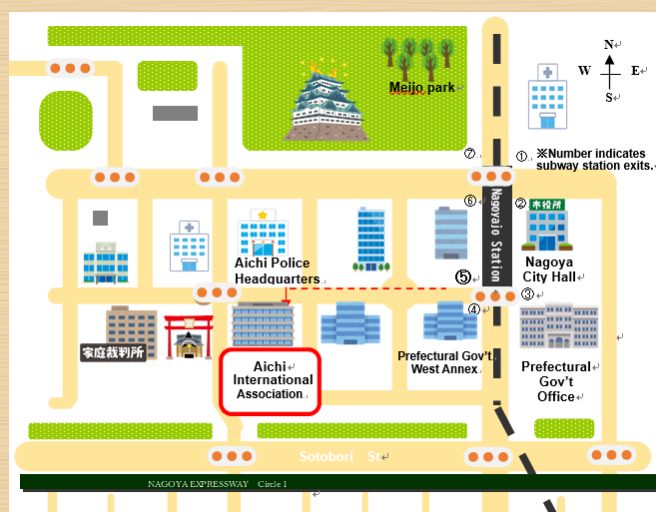 N
W E
S
Meijo park
⑦
①
※Number indicates
subway station exits.
⑥
②
市役所
Nagoyajo Station
Nagoya
City Hall
Aichi Police
Headquarters
⑤
③
④
家庭裁判所
Aichi
International
Association
Prefectural Gov't
West Annex
Prefectural
Gov't
Office
Sotobori St
NAGOYA EXPRESSWAY Circle 1